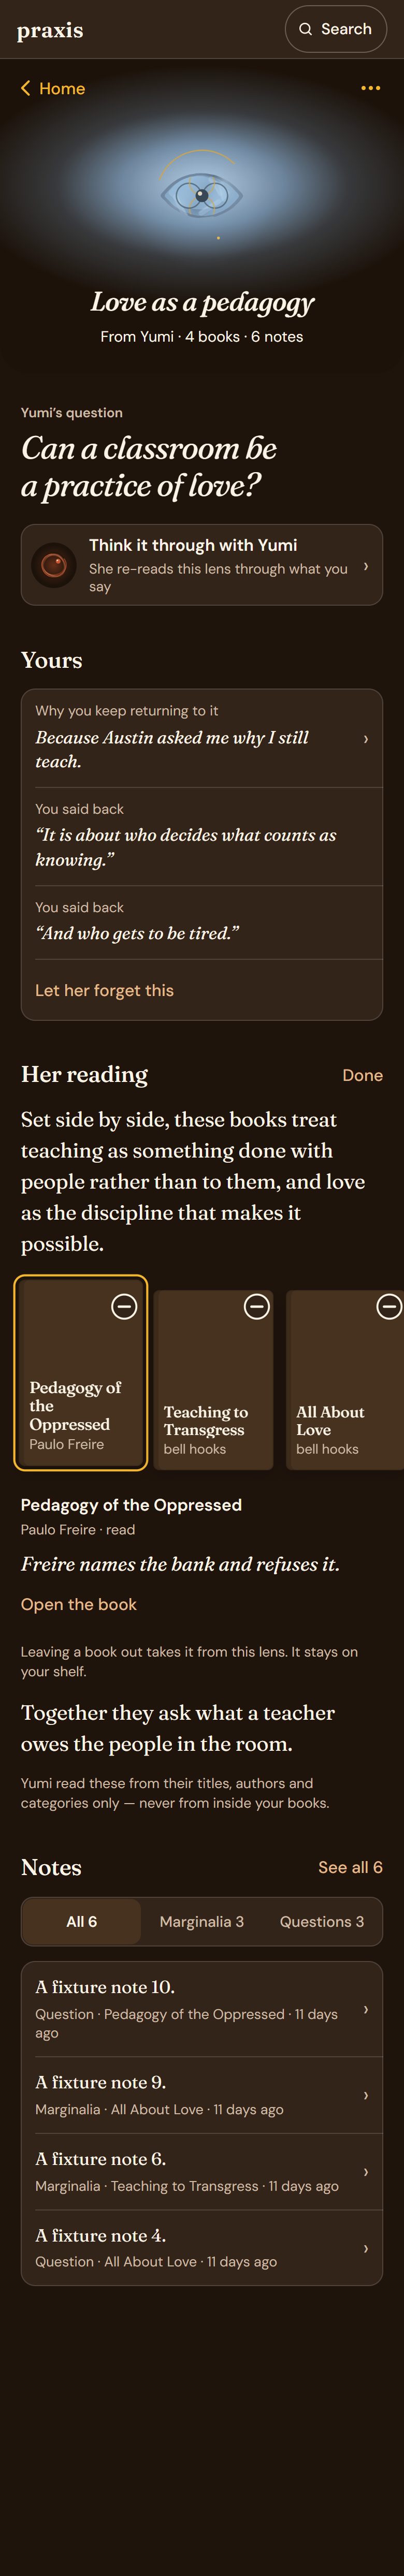 praxis
Search
Home
Love as a pedagogy
From Yumi · 4 books · 6 notes
Yumi’s question
Can a classroom be
a practice of love?
Think it through with Yumi
She re-reads this lens through what you
say
Yours
Why you keep returning to it
Because Austin asked me why I still
teach.
You said back
“It is about who decides what counts as
knowing.”
You said back
“And who gets to be tired.”
Let her forget this
Her reading
Done
Set side by side, these books treat
teaching as something done with
people rather than to them, and love
as the discipline that makes it
possible.
Pedagogy of
the
Oppressed
Paulo Freire
Teaching to
Transgress
bell hooks
All About
Love
bell hooks
Pedagogy of the Oppressed
Paulo Freire · read
Freire names the bank and refuses it.
Open the book
Leaving a book out takes it from this lens. It stays on
your shelf.
Together they ask what a teacher
owes the people in the room.
Yumi read these from their titles, authors and
categories only — never from inside your books.
Notes
See all 6
All 6
Marginalia 3
Questions 3
A fixture note 10.
Question · Pedagogy of the Oppressed · 11 days
ago
A fixture note 9.
Marginalia · All About Love · 11 days ago
A fixture note 6.
Marginalia · Teaching to Transgress · 11 days ago
A fixture note 4.
Question · All About Love · 11 days ago